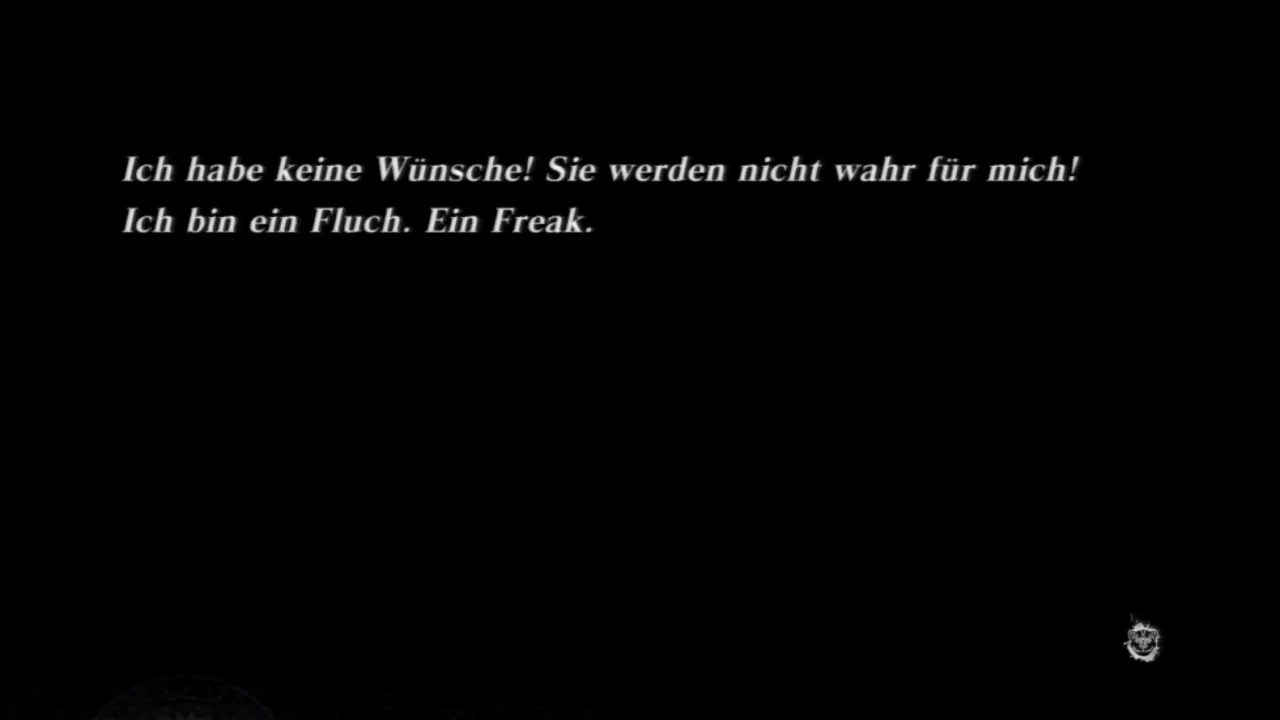 Ich habe keine Wünsche! Sie werden nicht wahr für mich!
Ich bin ein Fluch. Ein Freak.